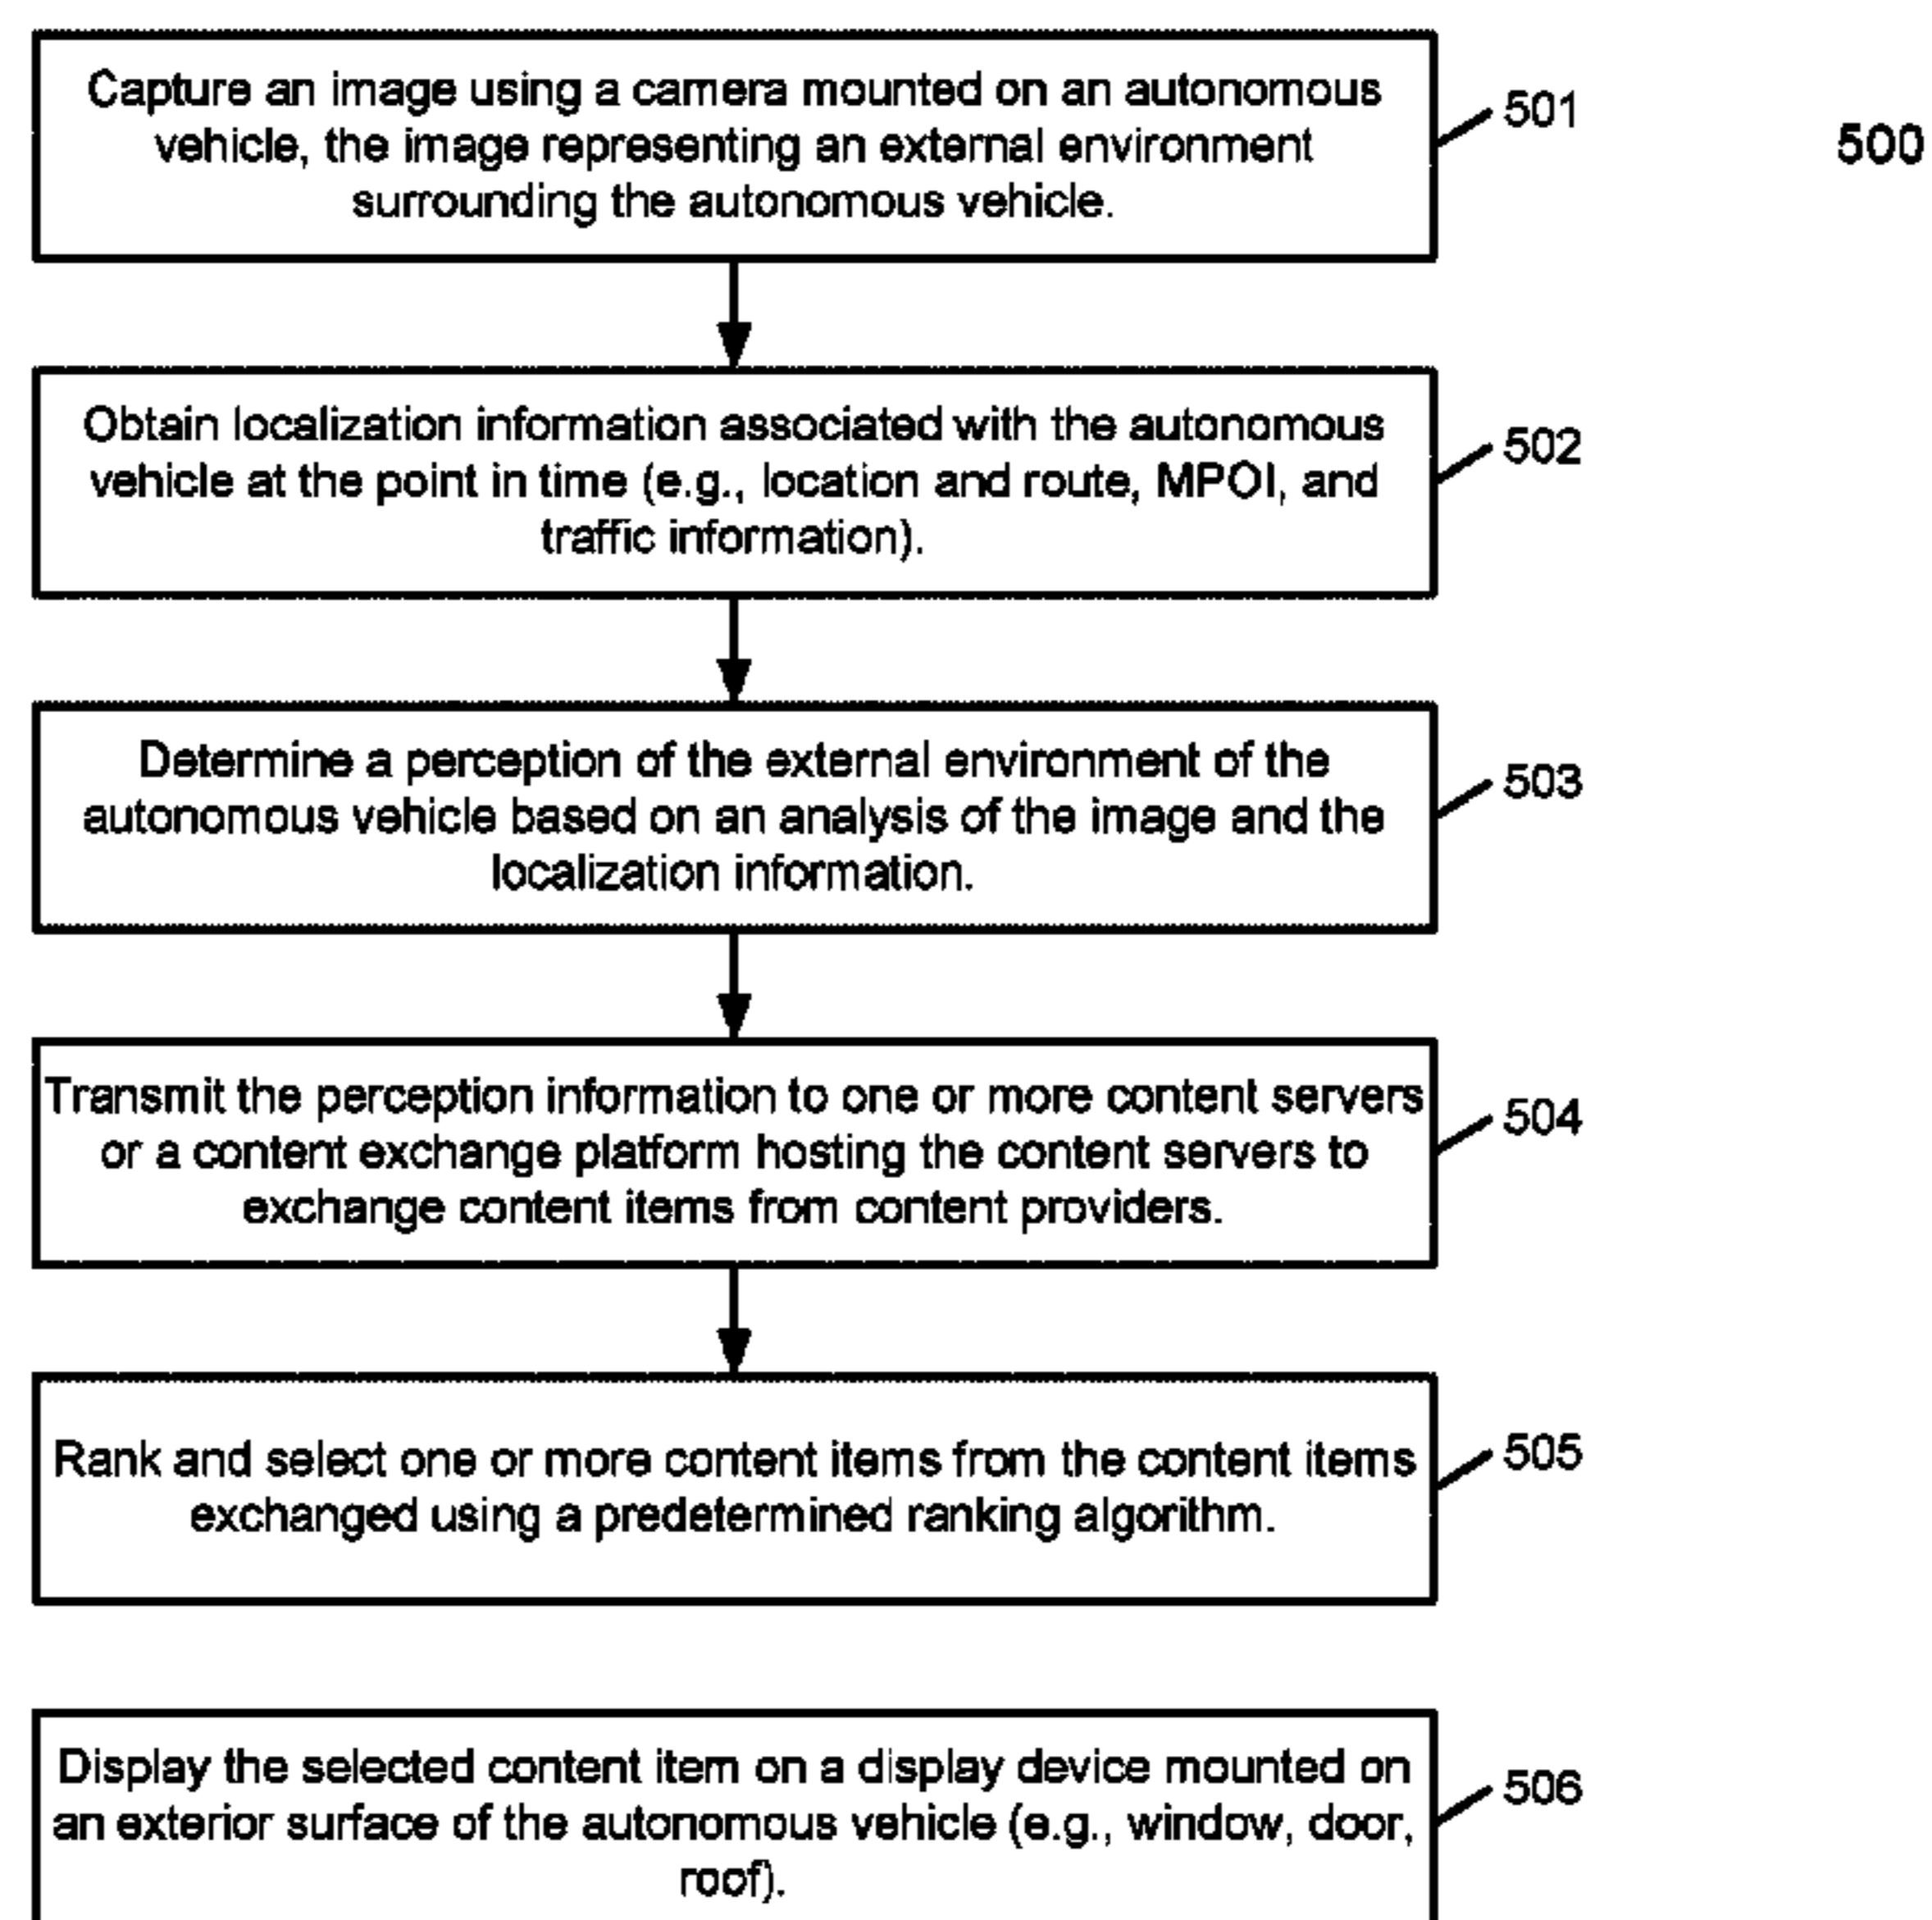 Capture an image using a camera mounted on an autonomous
vehicle, the image representing an external environment
surrounding the autonomous vehicle.
501
500
Obtain localization information associated with the autonomous
vehicle at the point in time (e.g., location and route, MPOI, and
traffic information).
502
Determine a perception of the external environment of the
autonomous vehicle based on an analysis of the image and the
localization information.
503
Transmit the perception information to one or more content servers
or a content exchange platform hosting the content servers to
exchange content items from content providers.
504
Rank and select one or more content items from the content items
exchanged using a predetermined ranking algorithm.
505
Display the selected content item on a display device mounted on
an exterior surface of the autonomous vehicle (e.g., window, door,
roof).
506